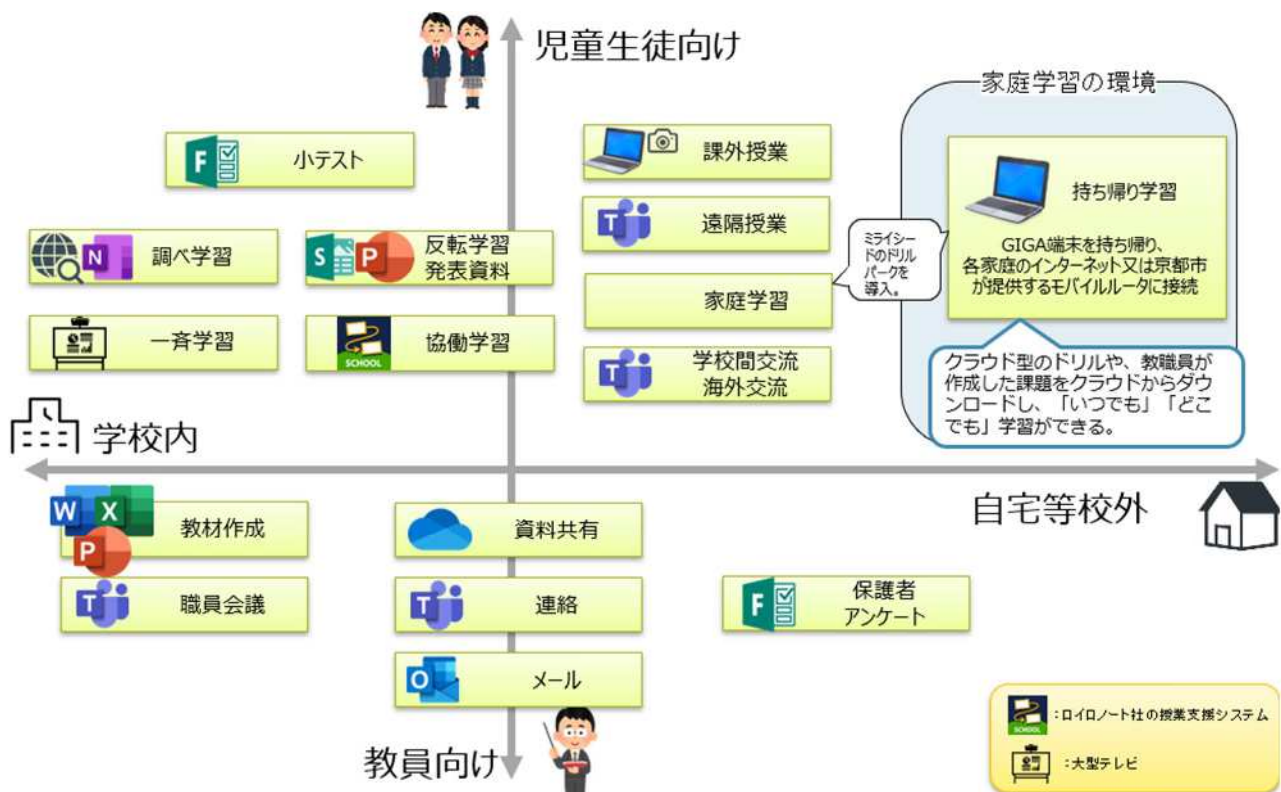 児童生徒向け
家庭学習の環境
F
小テスト
課外授業
持ち帰り学習
GIGA端末を持ち帰り、
各家庭のインターネット又は京都市
が提供するモバイルルータに接続
T
遠隔授業
N
調べ学習
S
P
反転学習
発表資料
ミライシー
ドのドリル
パークを
導入。
家庭学習
一斉学習
SCHOOL
協働学習
T
学校間交流
海外交流
クラウド型のドリルや、教職員が
作成した課題をクラウドからダウ
ンロードし、「いつでも」「どこ
でも」学習ができる。
学校内
自宅等校外
W
X
P
教材作成
資料共有
T
職員会議
T
連絡
F
保護者
アンケート
O
メール
教員向け
SCHOOL
:ロイロノート社の授業支援システム
:大型テレビ